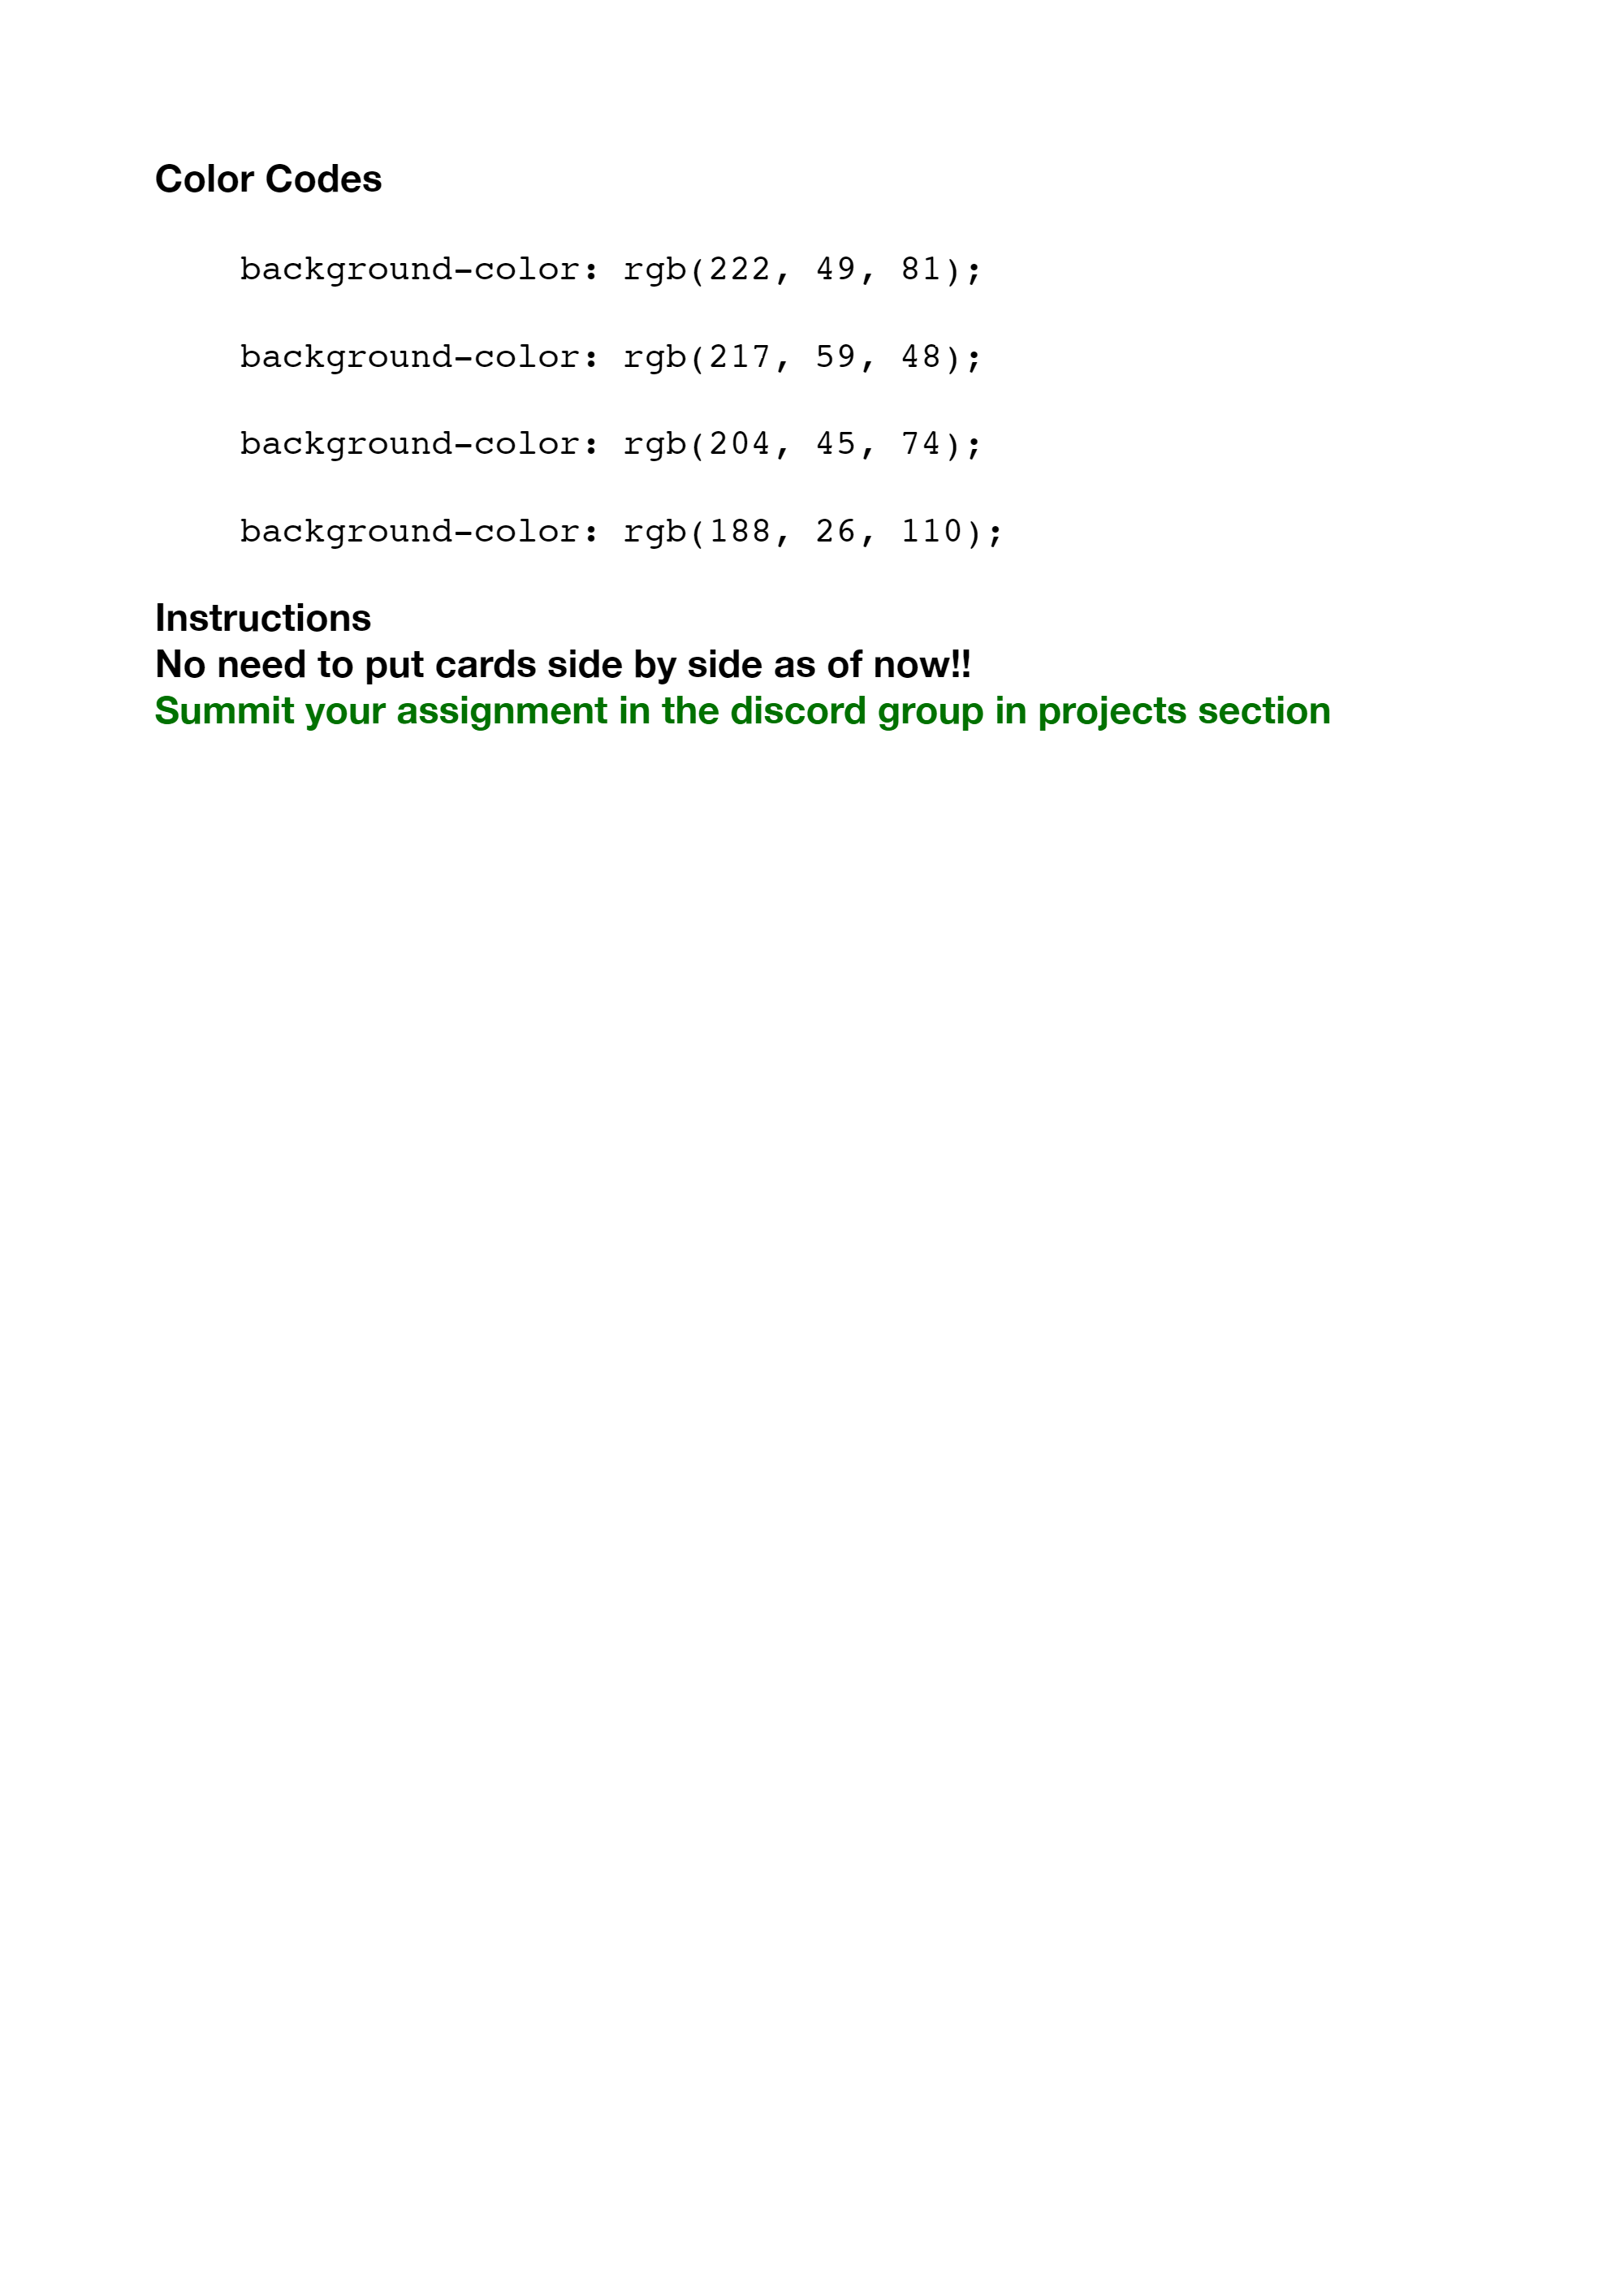 Color Codes
background-color: rgb(222, 49, 81);
background-color: rgb(217, 59, 48);
background-color: rgb(204, 45, 74);
background-color: rgb(188, 26, 110);
Instructions
No need to put cards side by side as of now!!
Summit your assignment in the discord group in projects section